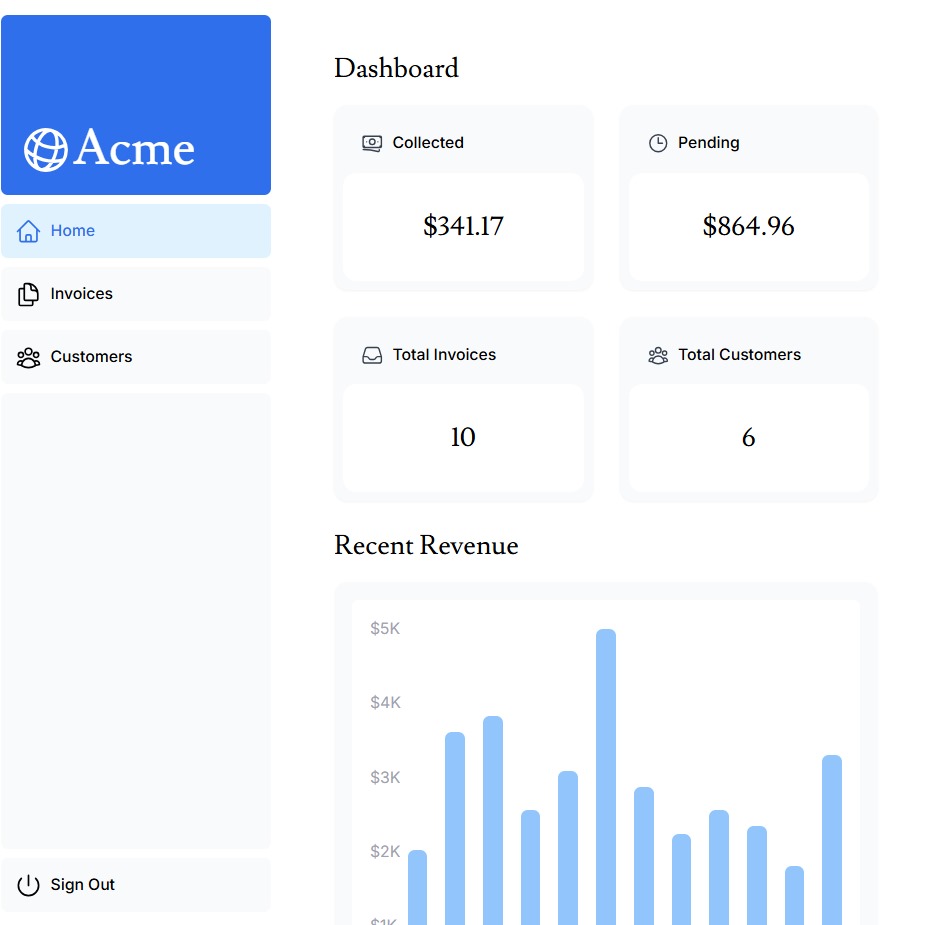 Acme
Home
Invoices
Customers
Sign Out
Dashboard
Collected
$341.17
Pending
$864.96
Total Invoices
10
Total Customers
6
Recent Revenue
$5K
$4K
$3K
$2K
$1K